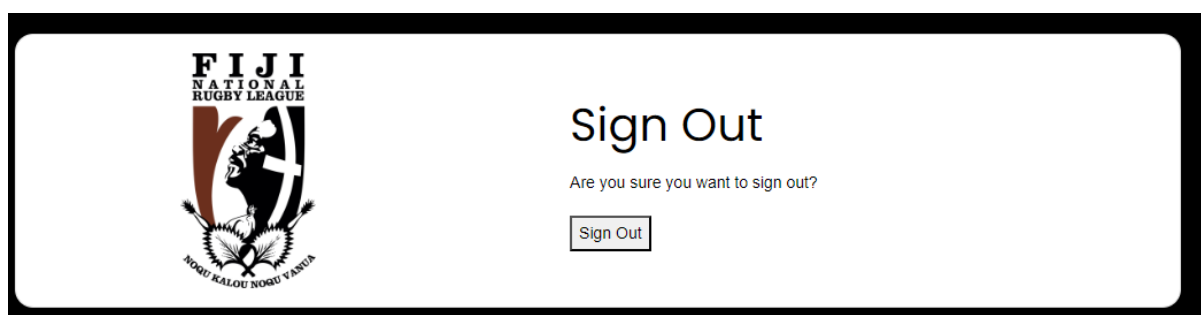 FIJI
NATIONAL
RUGBY LEAGUE
NOQU KALOU NOQU VANUA
Sign Out
Are you sure you want to sign out?
Sign Out